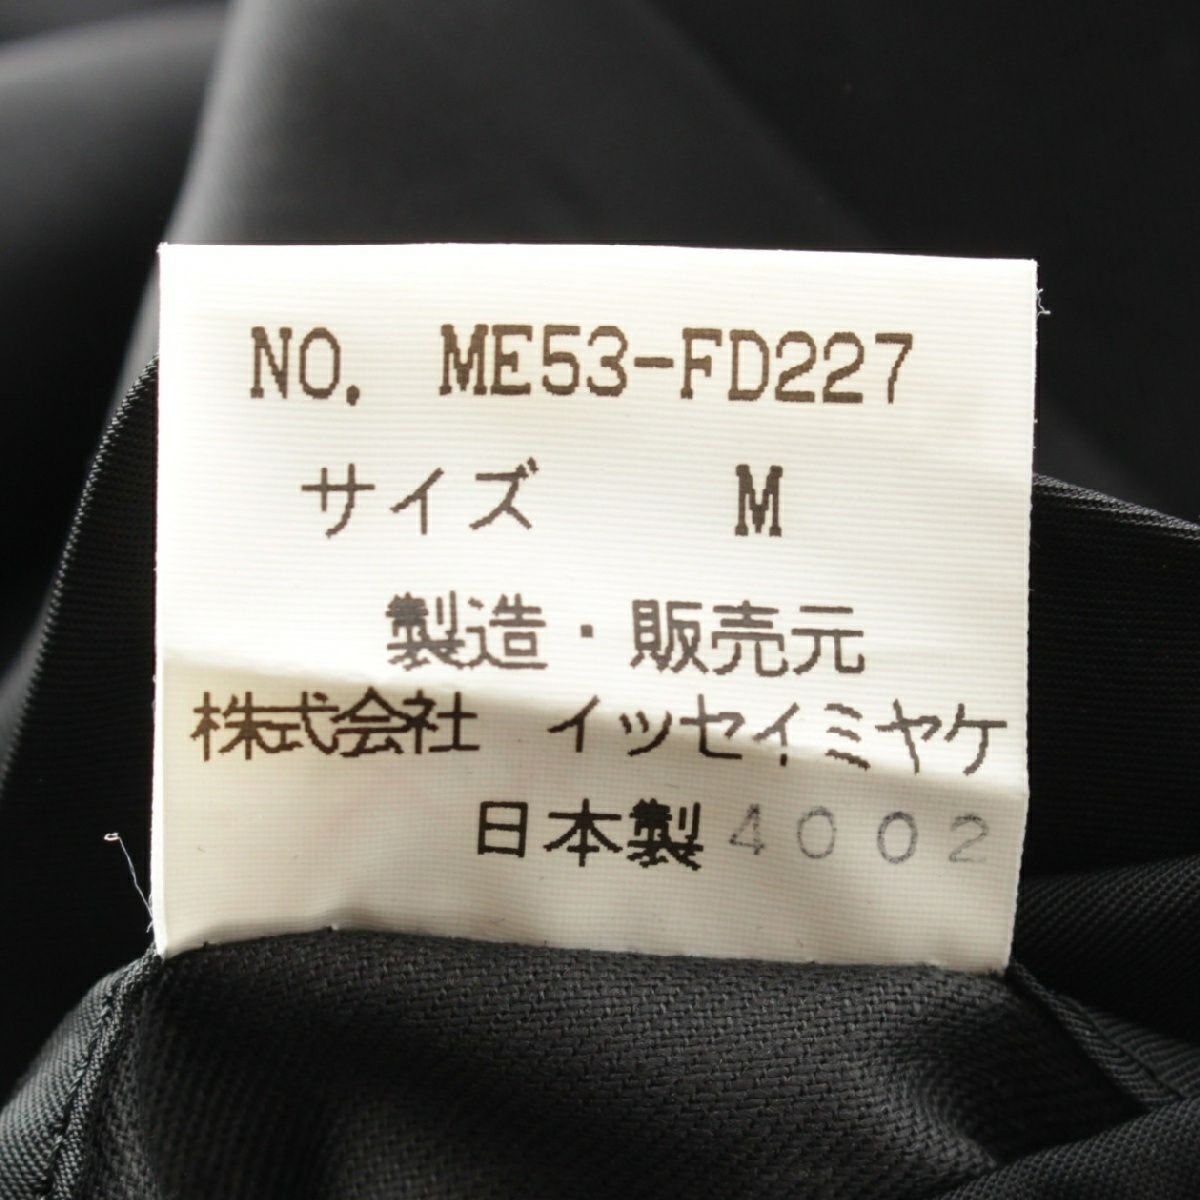 NO. ME53-FD227
サイズ M
製造・販売元
株式会社 イッセイミヤケ
日本製 4002